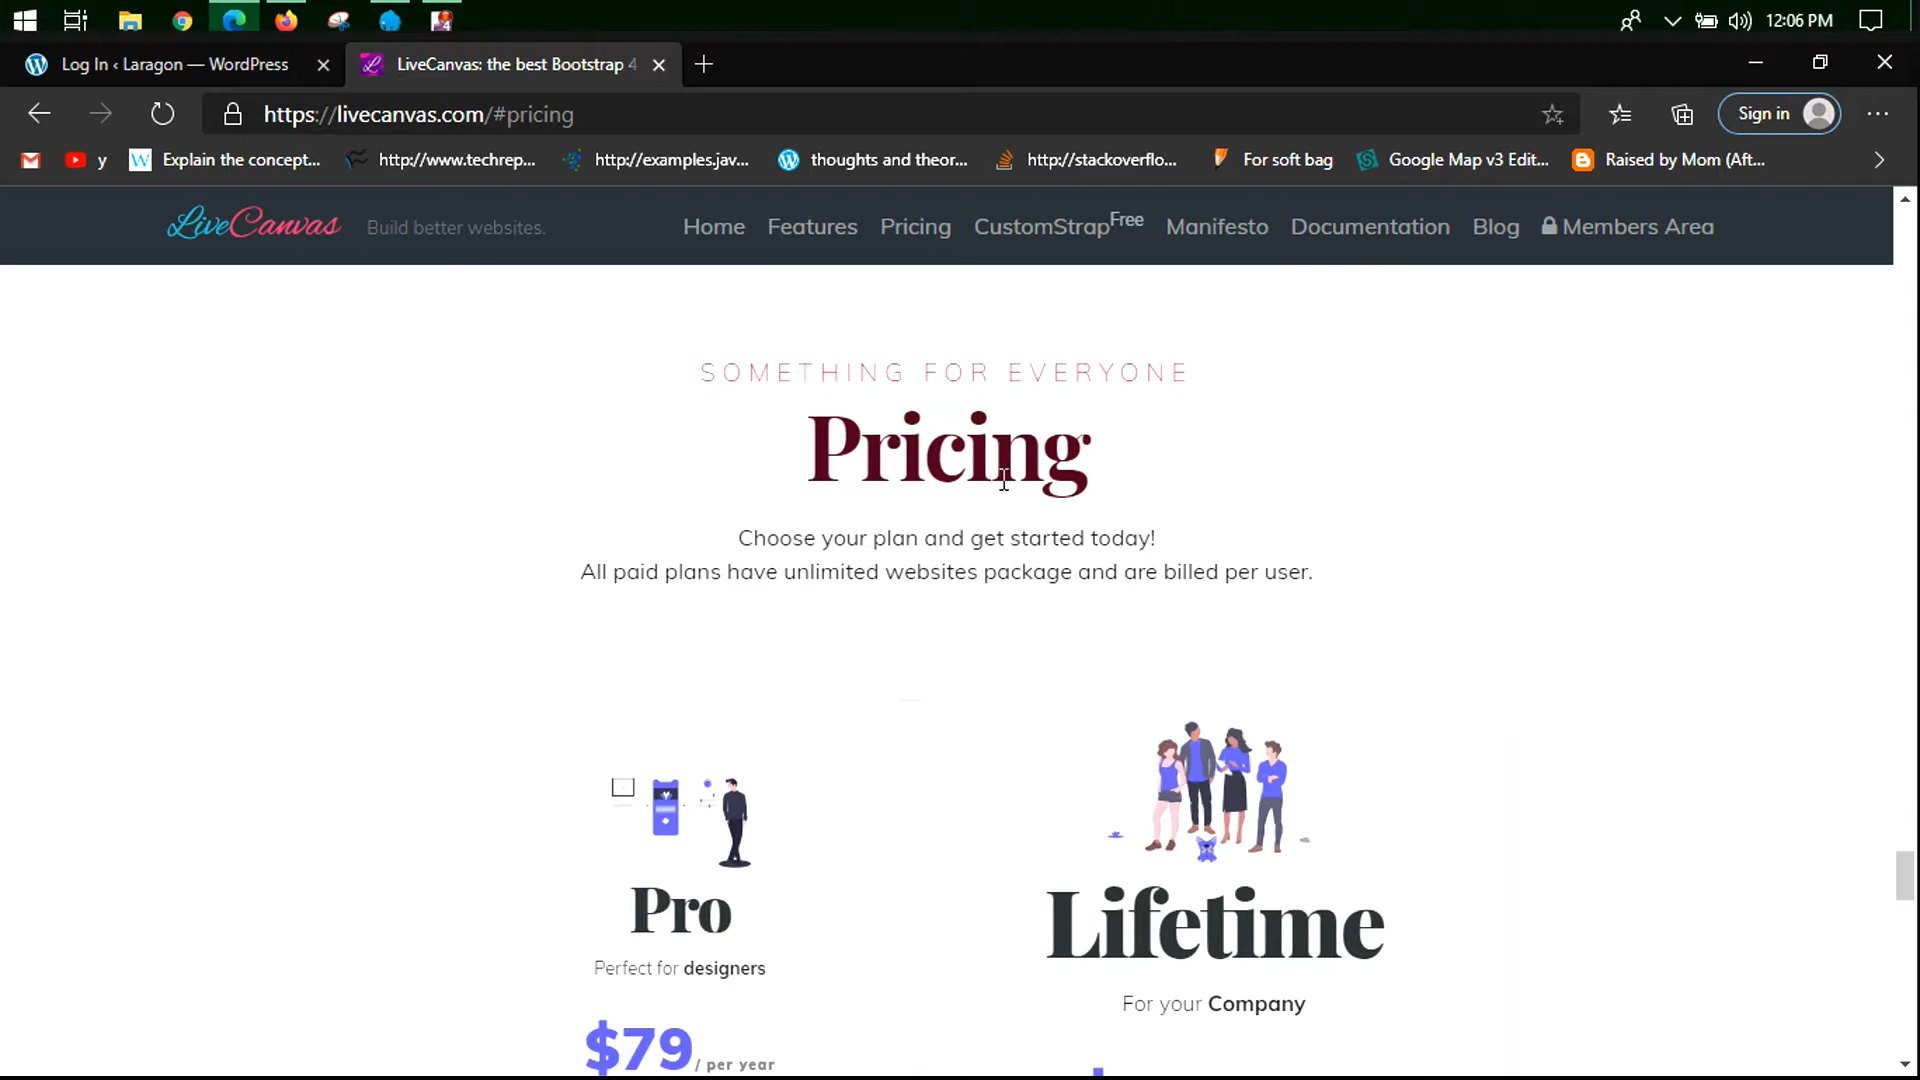 12:06 PM
Log In ‹ Laragon — WordPress
LiveCanvas: the best Bootstrap 4
https://livecanvas.com/#pricing
Sign in
y
Explain the concept...
http://www.techrep...
http://examples.jav...
thoughts and theor...
http://stackoverflo...
For soft bag
Google Map v3 Edit...
Raised by Mom (Aft...
LiveCanvas
Build better websites.
Home
Features
Pricing
CustomStrapFree
Manifesto
Documentation
Blog
Members Area
SOMETHING FOR EVERYONE
Pricing
Choose your plan and get started today!
All paid plans have unlimited websites package and are billed per user.
Pro
Perfect for designers
$79 / per year
Lifetime
For your Company